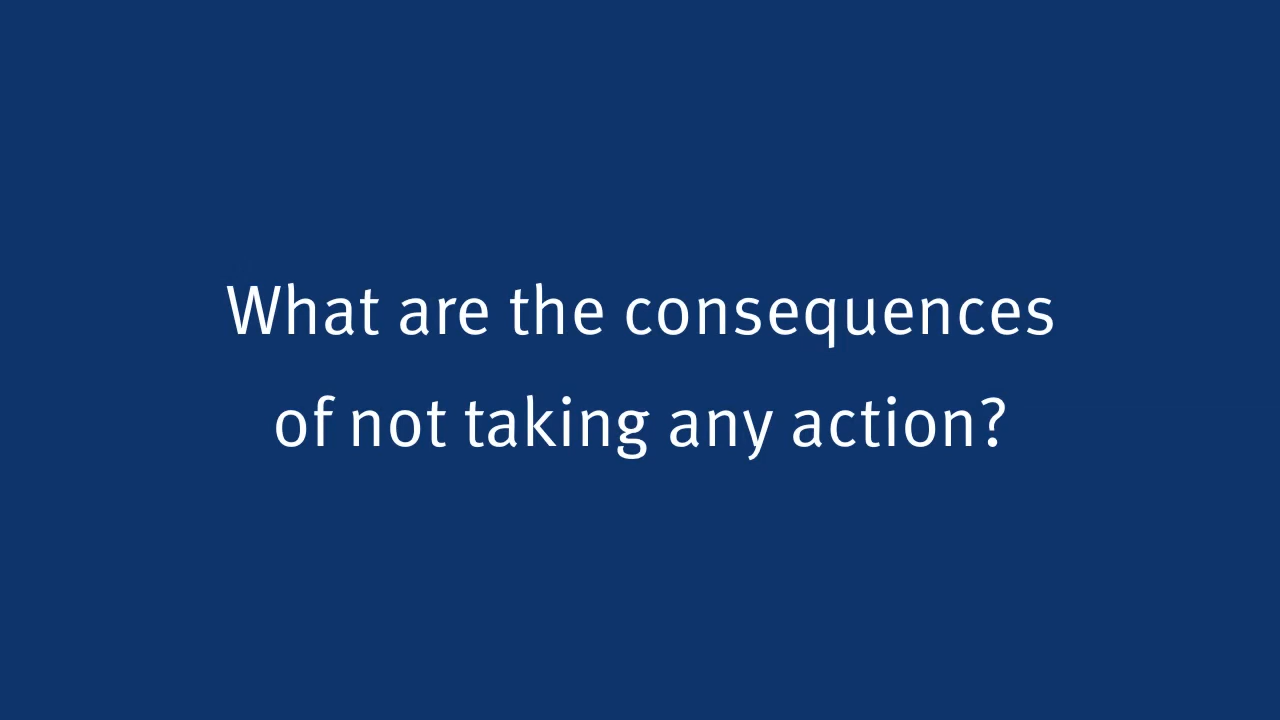 What are the consequences
of not taking any action?